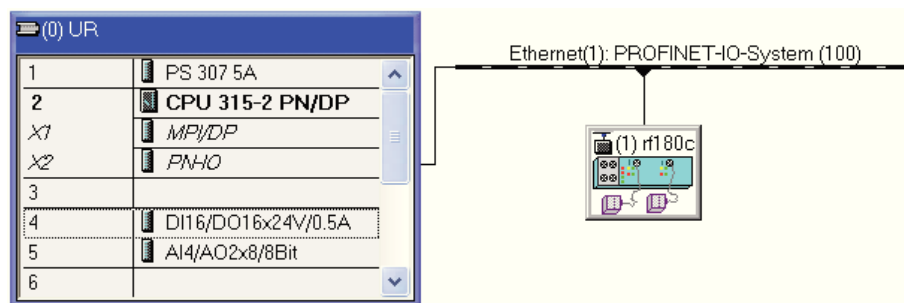 (0) UR
1 PS 307 5A
2 CPU 315-2 PN/DP
X1 MPI/DP
X2 PN-IO
3
4 DI16/DO16x24V/0.5A
5 AI4/AO2x8/8Bit
6
Ethernet(1): PROFINET-IO-System (100)
(1) rf180c